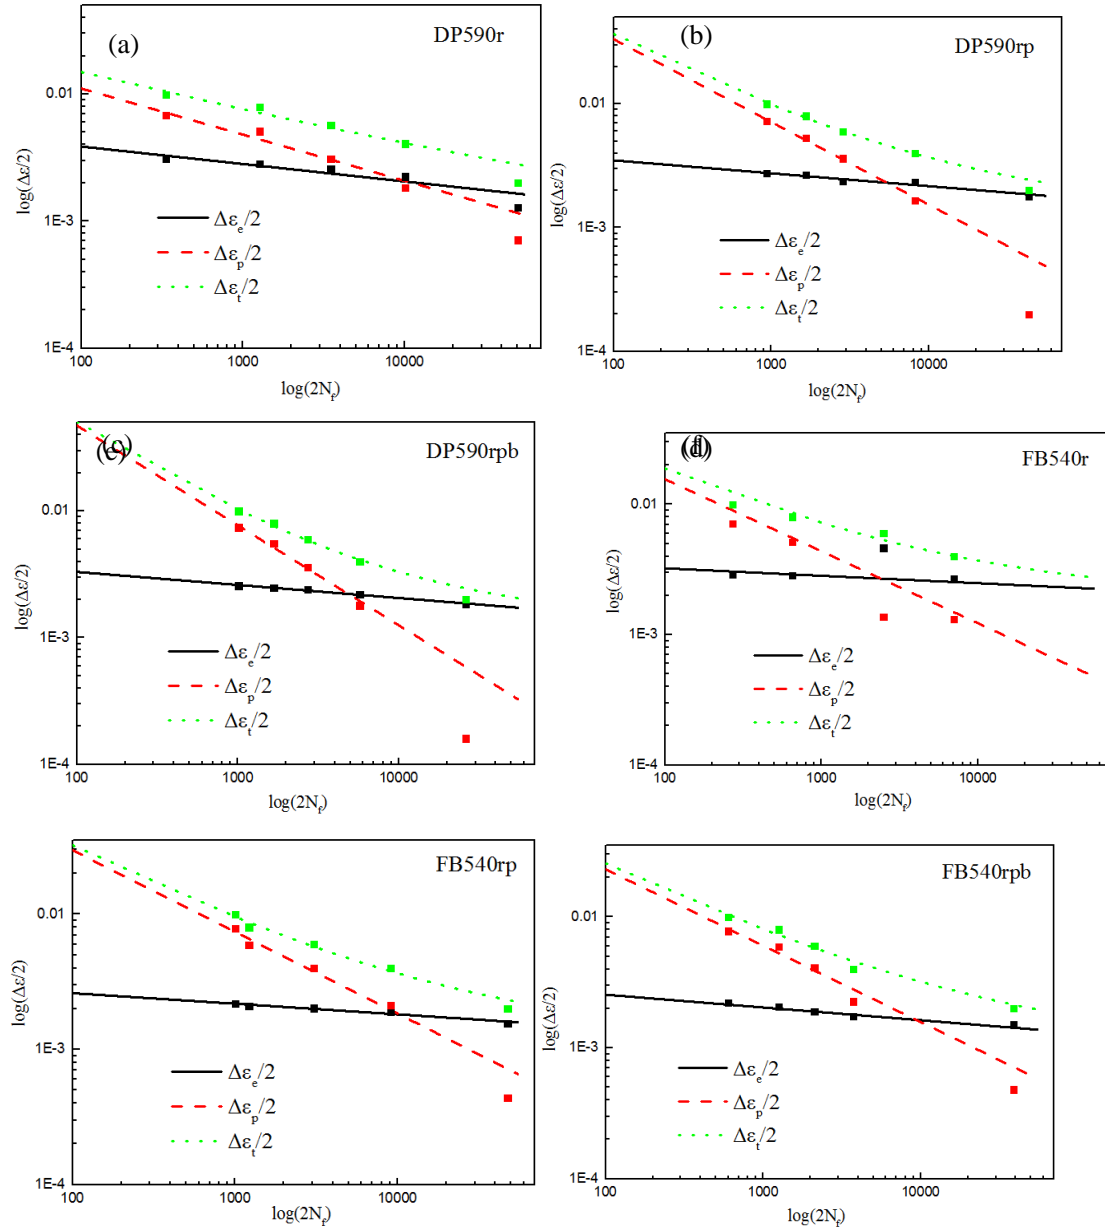 (a)
DP590r
0.01
1E-3
1E-4
log(Δε/2)
Δεe/2
Δεp/2
Δεt/2
100
1000
10000
log(2Nf)
(b)
DP590rp
0.01
1E-3
1E-4
log(Δε/2)
Δεe/2
Δεp/2
Δεt/2
100
1000
10000
log(2Nf)
(c)
(e)
DP590rpb
0.01
1E-3
1E-4
log(Δε/2)
Δεe/2
Δεp/2
Δεt/2
100
1000
10000
log(2Nf)
(d)
(f)
FB540r
0.01
1E-3
1E-4
log(Δε/2)
Δεe/2
Δεp/2
Δεt/2
100
1000
10000
log(2Nf)
FB540rp
0.01
1E-3
1E-4
log(Δε/2)
Δεe/2
Δεp/2
Δεt/2
100
1000
10000
log(2Nf)
FB540rpb
0.01
1E-3
1E-4
log(Δε/2)
Δεe/2
Δεp/2
Δεt/2
100
1000
10000
log(2Nf)